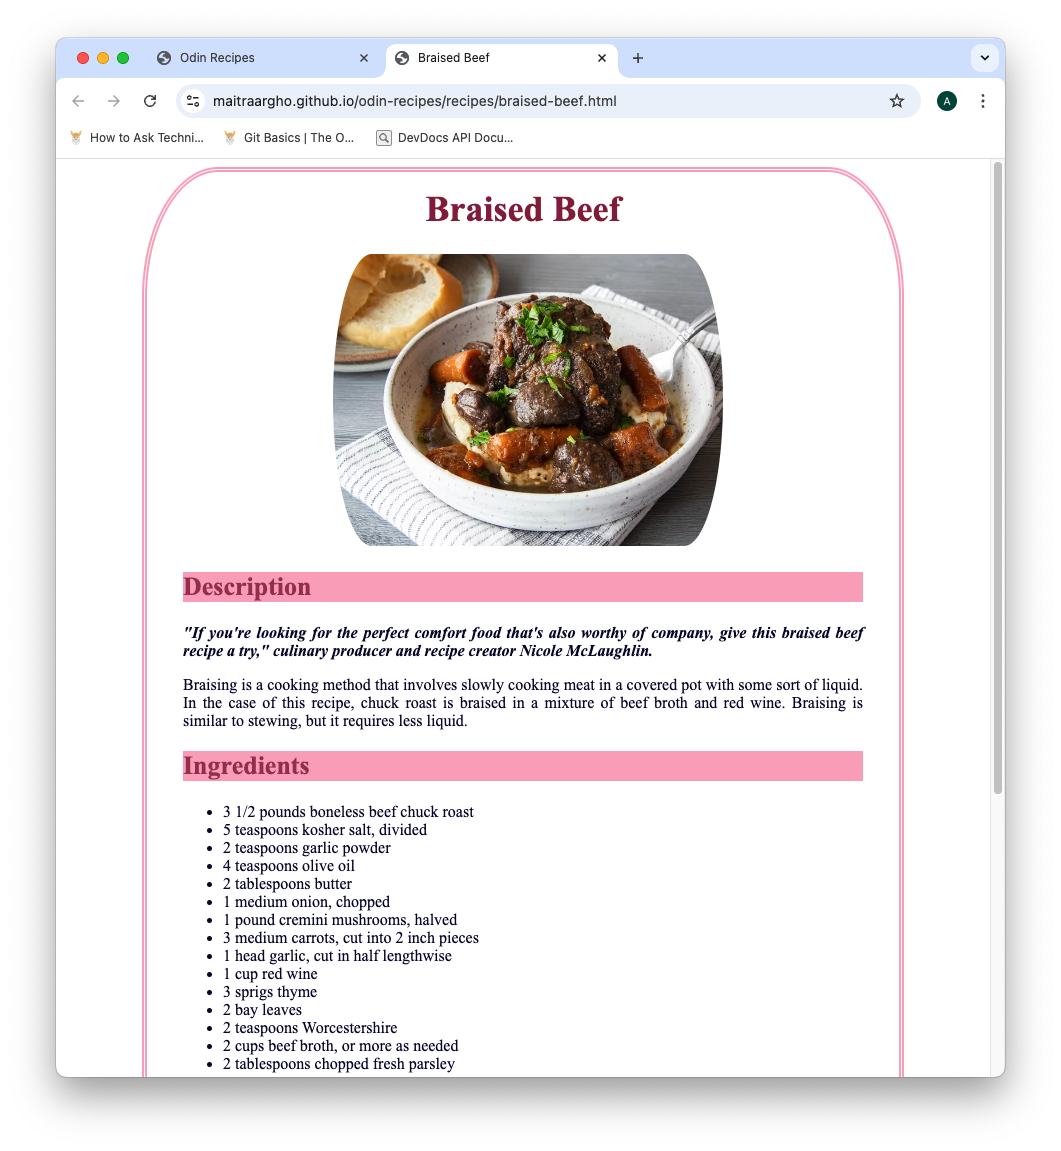 Odin Recipes
Braised Beef
maitraargho.github.io/odin-recipes/recipes/braised-beef.html
A
How to Ask Techni...
Git Basics | The O...
DevDocs API Docu...
Braised Beef
Description
"If you're looking for the perfect comfort food that's also worthy of company, give this braised beef
recipe a try," culinary producer and recipe creator Nicole McLaughlin.
Braising is a cooking method that involves slowly cooking meat in a covered pot with some sort of liquid.
In the case of this recipe, chuck roast is braised in a mixture of beef broth and red wine. Braising is
similar to stewing, but it requires less liquid.
Ingredients
• 3 1/2 pounds boneless beef chuck roast
• 5 teaspoons kosher salt, divided
• 2 teaspoons garlic powder
• 4 teaspoons olive oil
• 2 tablespoons butter
• 1 medium onion, chopped
• 1 pound cremini mushrooms, halved
• 3 medium carrots, cut into 2 inch pieces
• 1 head garlic, cut in half lengthwise
• 1 cup red wine
• 3 sprigs thyme
• 2 bay leaves
• 2 teaspoons Worcestershire
• 2 cups beef broth, or more as needed
• 2 tablespoons chopped fresh parsley